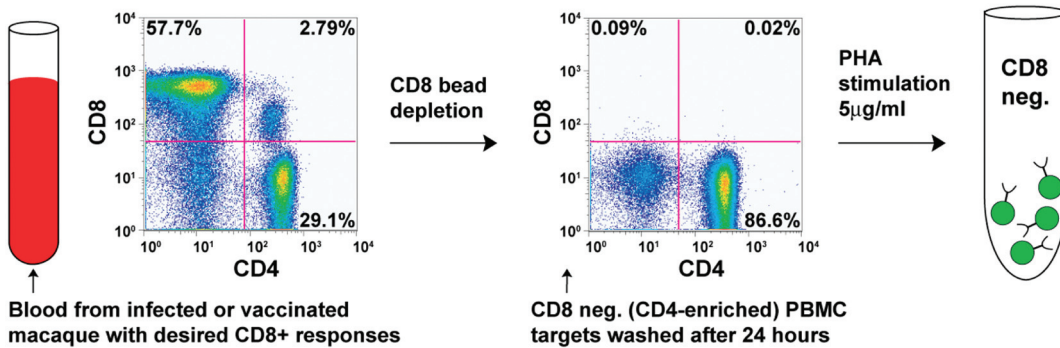 57.7%
2.79%
29.1%
10⁴
10³
10²
10¹
10⁰
CD8
10⁰
10¹
10²
10³
10⁴
CD4
CD8 bead
depletion
0.09%
0.02%
86.6%
10⁴
10³
10²
10¹
10⁰
CD8
10⁰
10¹
10²
10³
10⁴
CD4
PHA
stimulation
5µg/ml
CD8
neg.
Blood from infected or vaccinated
macaque with desired CD8+ responses
CD8 neg. (CD4-enriched) PBMC
targets washed after 24 hours